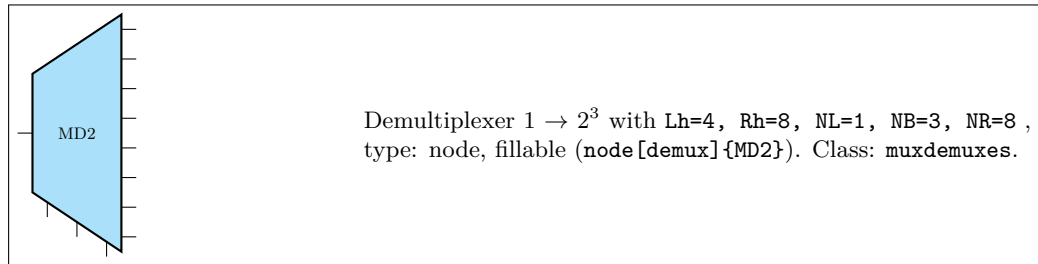 MD2
Demultiplexer 1 → 2³ with Lh=4, Rh=8, NL=1, NB=3, NR=8 ,
type: node, fillable (node[demux]{MD2}). Class: muxdemuxes.